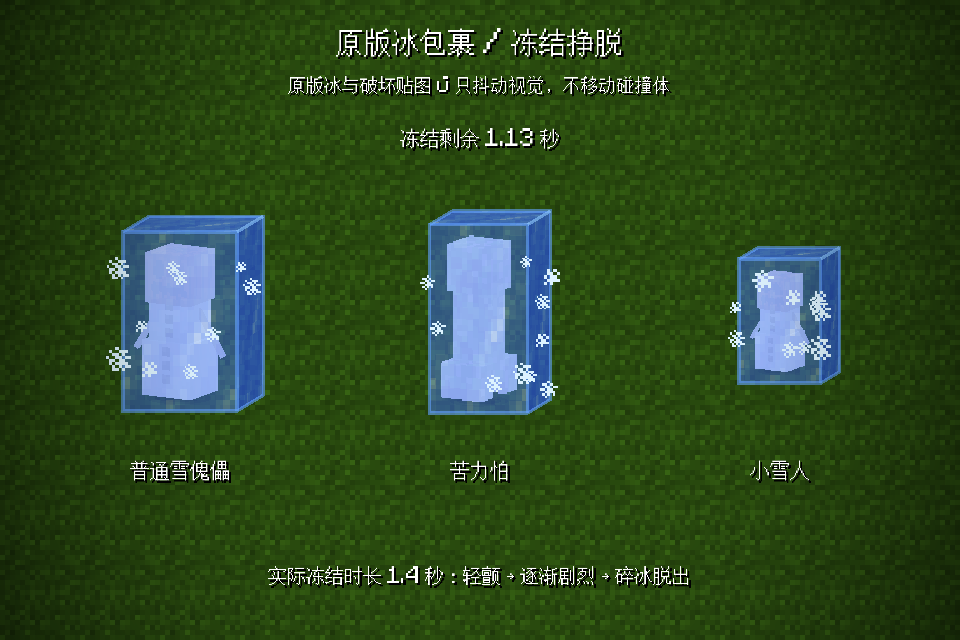 原版冰包裹 / 冻结挣脱
原版冰与破坏贴图 Ů 只抖动视觉，不移动碰撞体
冻结剩余 1.13 秒
普通雪傀儡
苦力怕
小雪人
实际冻结时长 1.4 秒：轻颤 → 逐渐剧烈 → 碎冰脱出